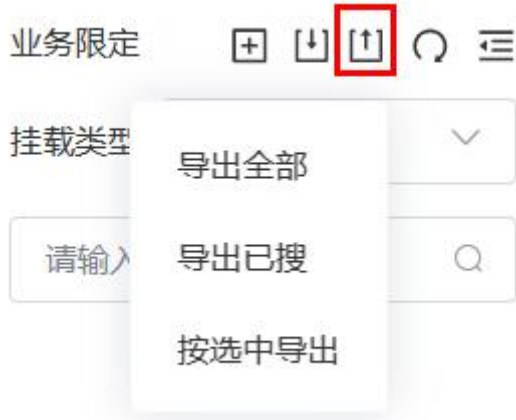 业务限定
挂载类型
导出全部
请输入
导出已搜
按选中导出